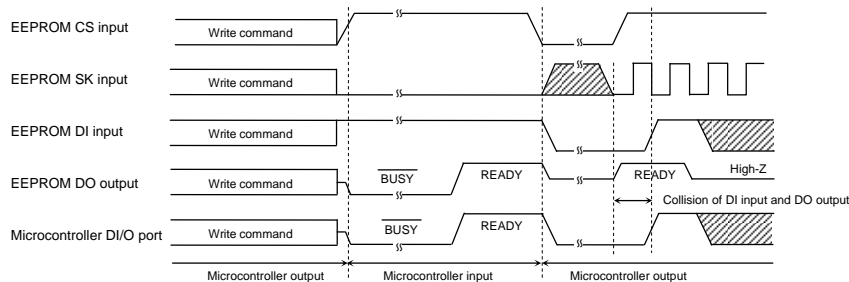 EEPROM CS input
Write command
EEPROM SK input
Write command
EEPROM DI input
Write command
EEPROM DO output
Write command
BUSY
READY
READY
High-Z
Collision of DI input and DO output
Microcontroller DI/O port
Write command
BUSY
READY
Microcontroller output
Microcontroller input
Microcontroller output